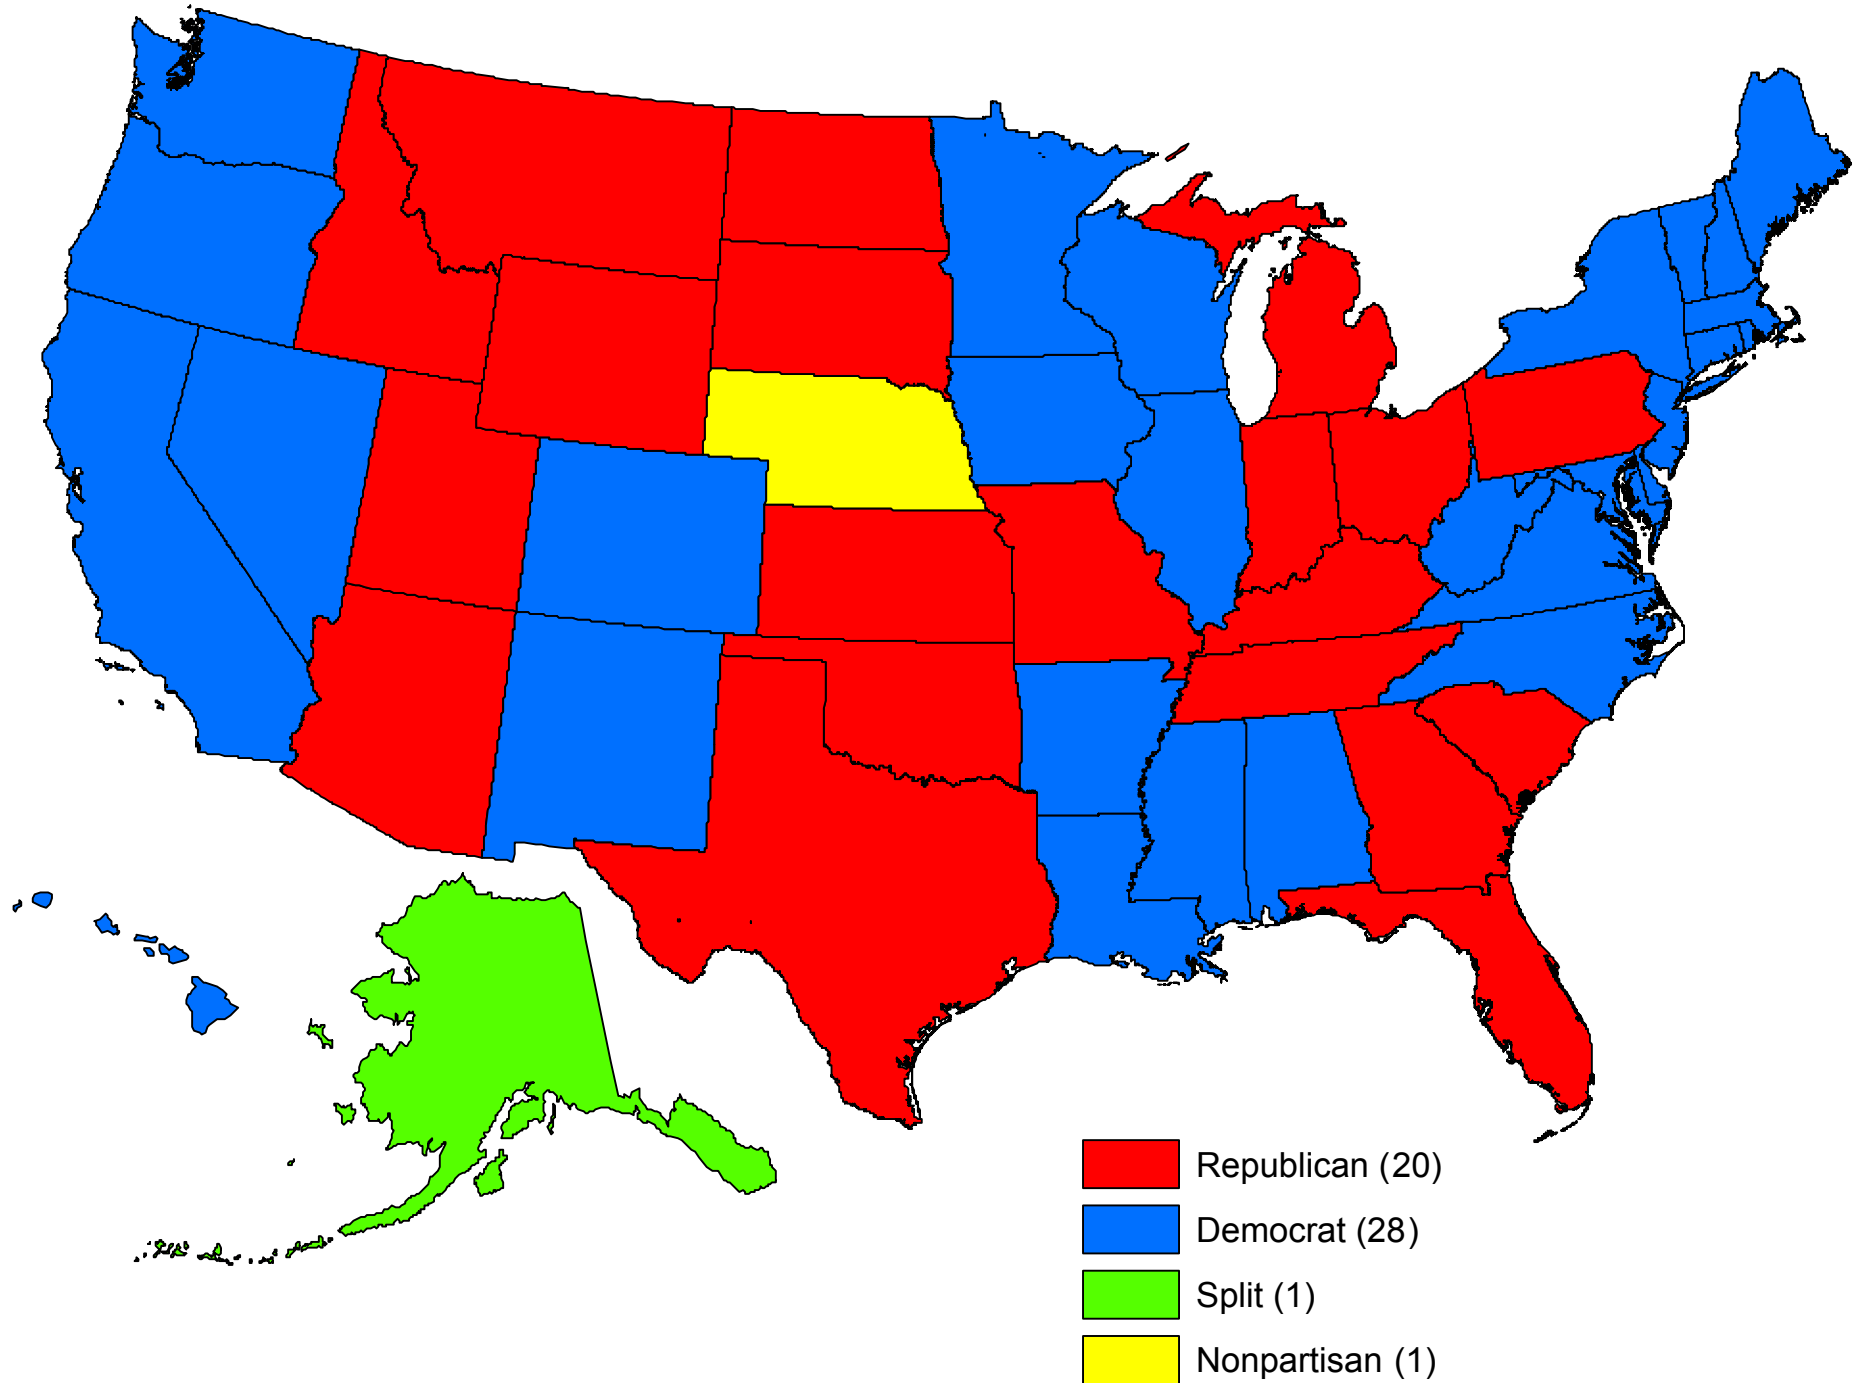 Republican (20)
Democrat (28)
Split (1)
Nonpartisan (1)